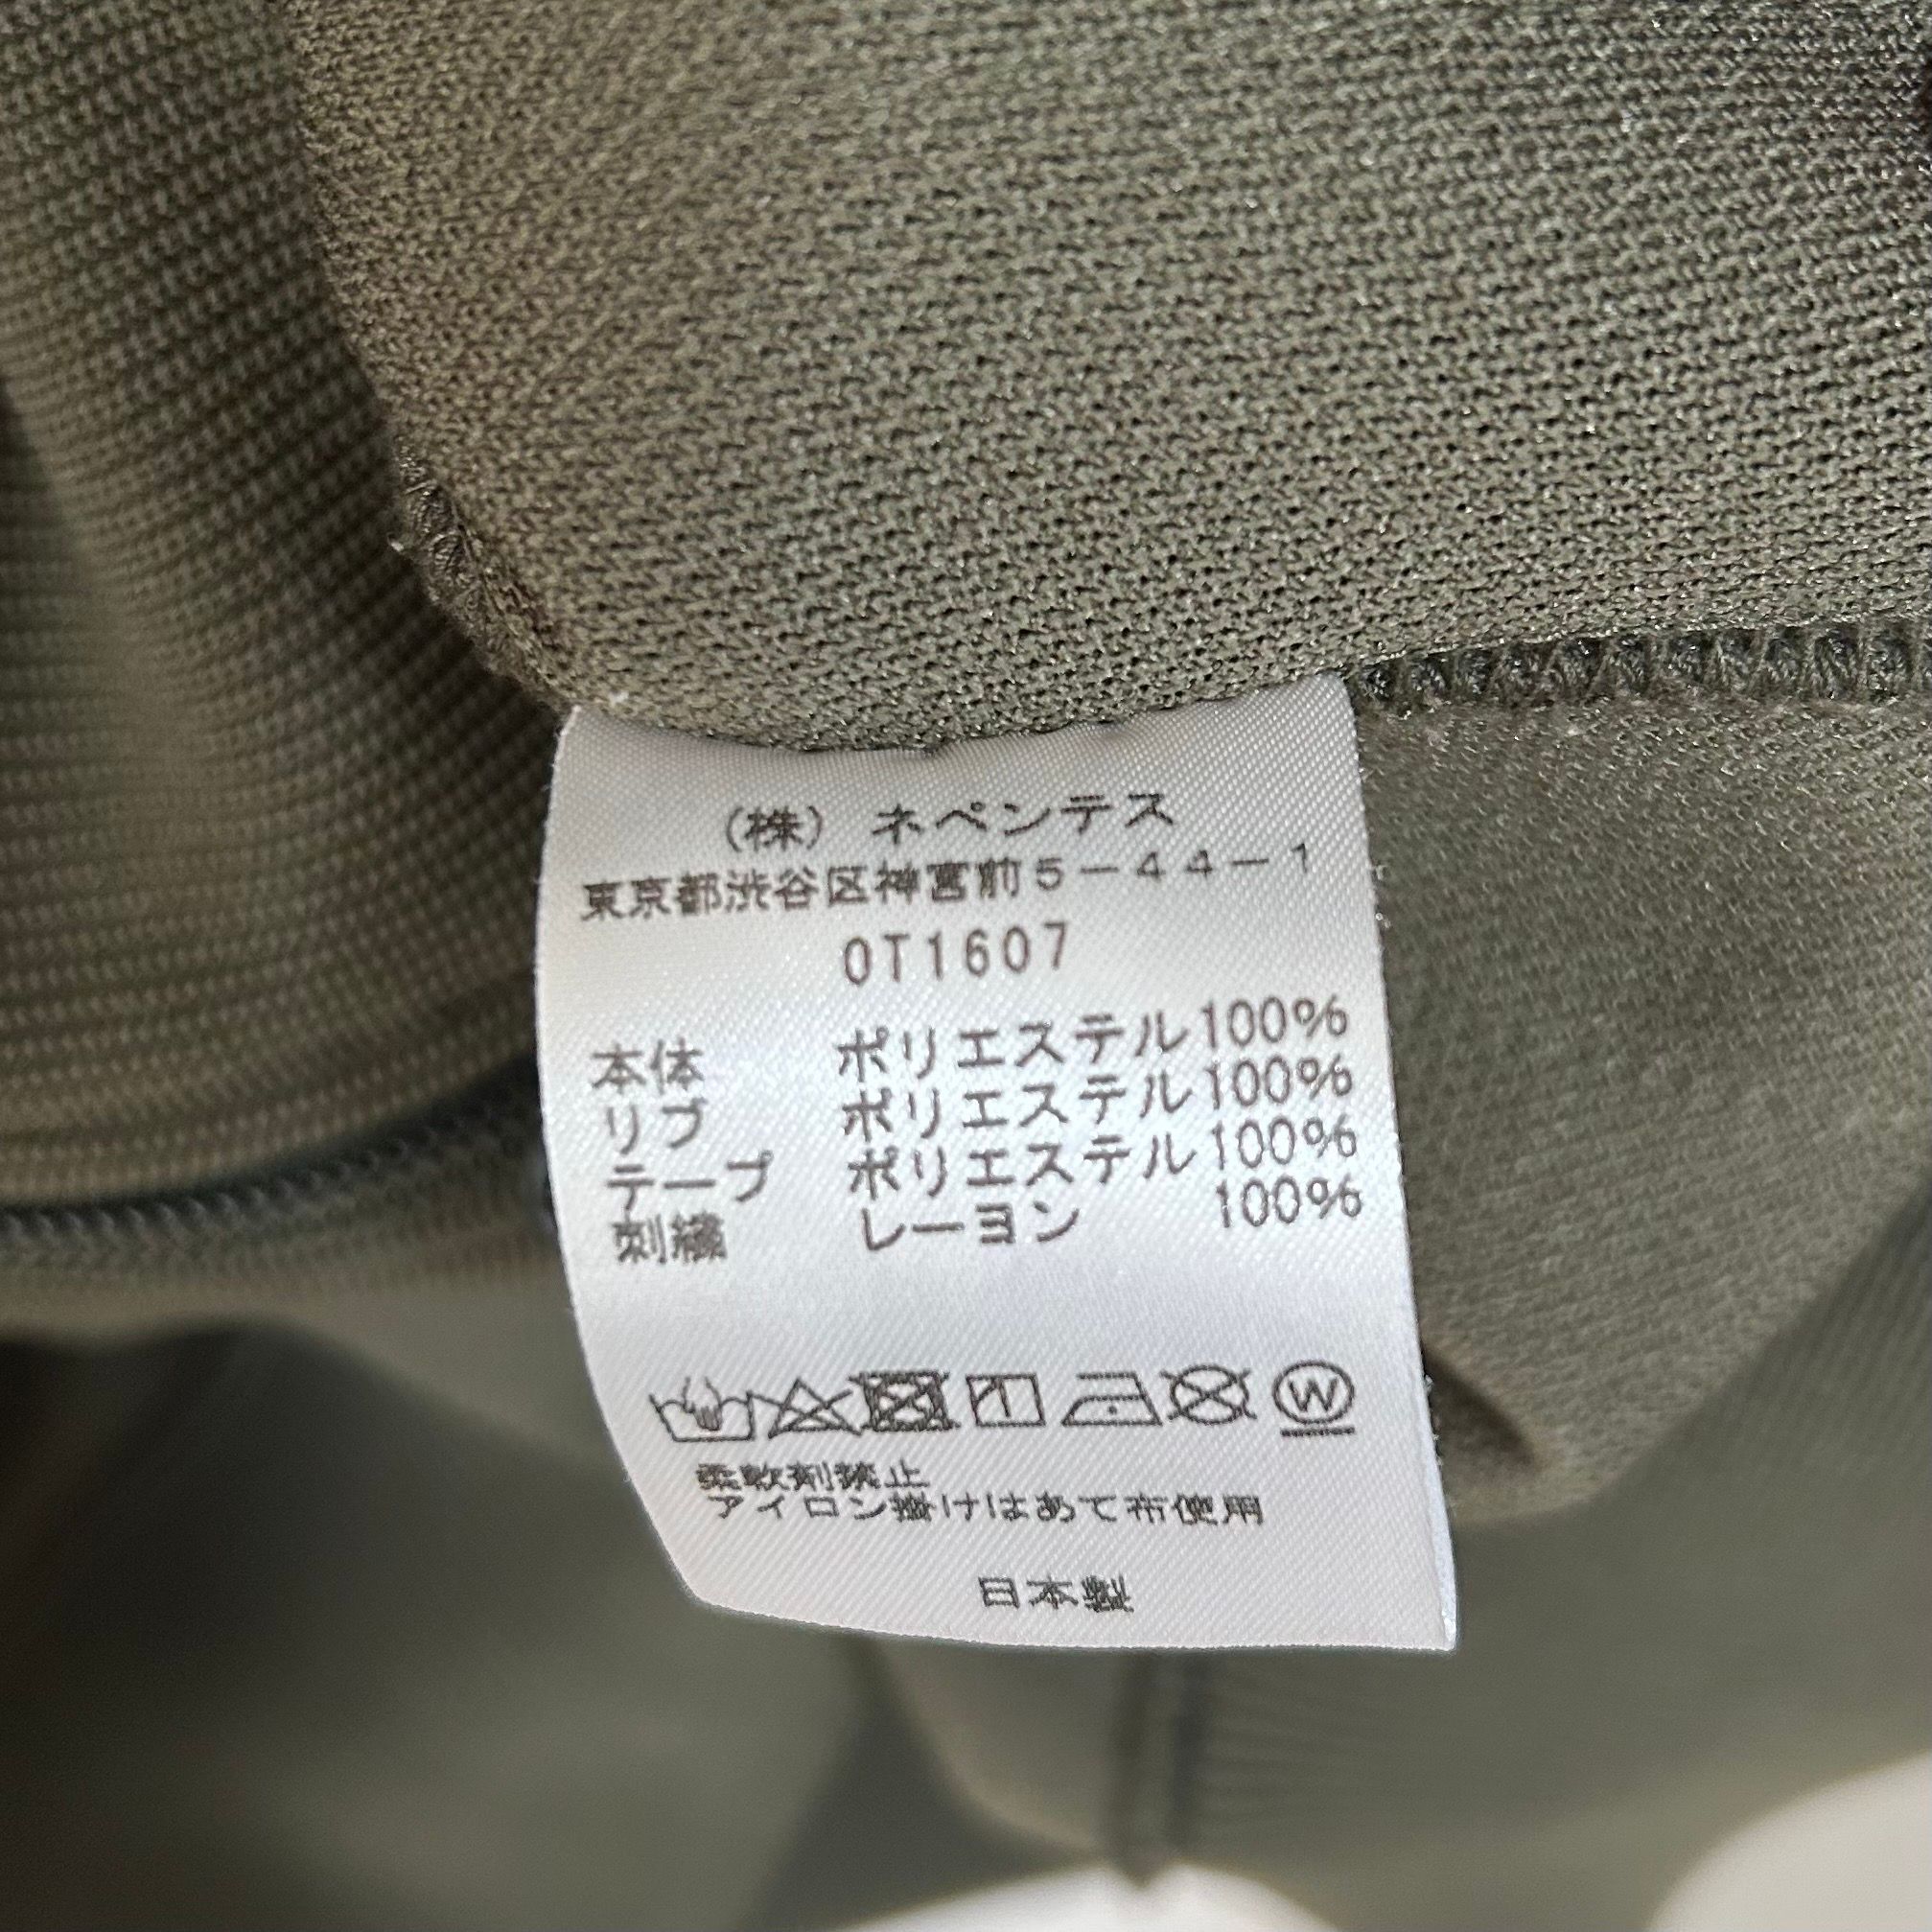 (株) ネペンテス
東京都渋谷区神宮前5-44-1
OT1607
本体 ポリエステル100%
リブ ポリエステル100%
テープ ポリエステル100%
刺繍 レーヨン 100%
W
柔軟剤禁止
アイロン掛けはあて布使用
日本製